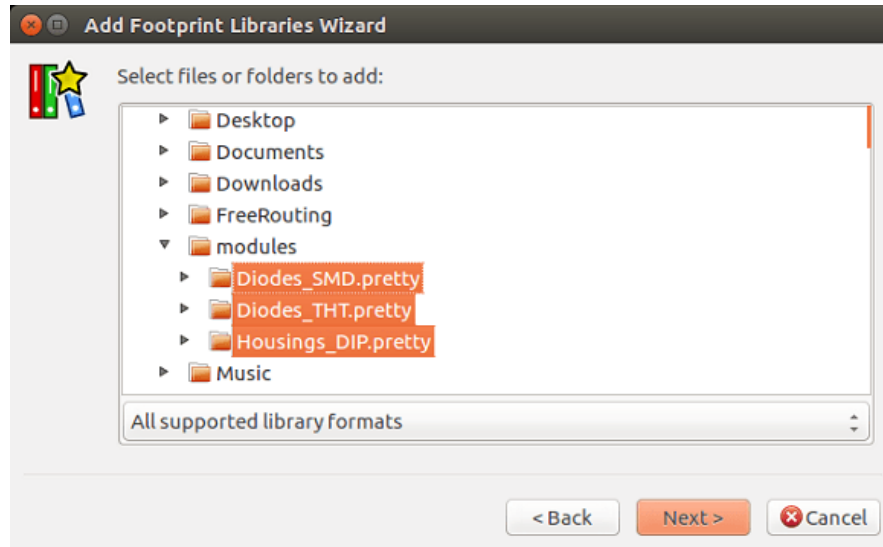 Add Footprint Libraries Wizard
Select files or folders to add:
Desktop
Documents
Downloads
FreeRouting
modules
Diodes_SMD.pretty
Diodes_THT.pretty
Housings_DIP.pretty
Music
All supported library formats
< Back Next > Cancel